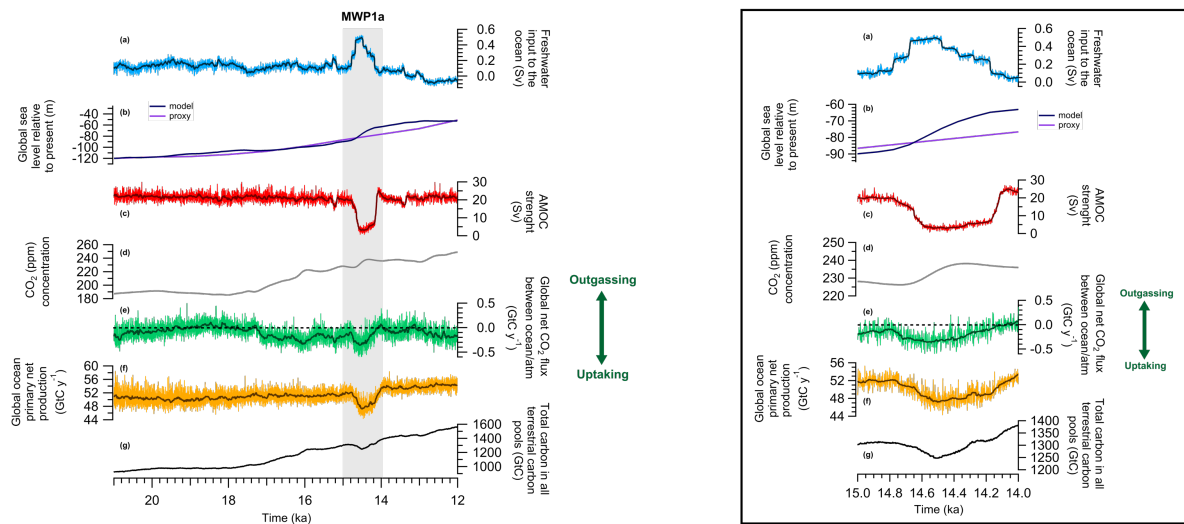 MWP1a
(a)
0.6
0.4
0.2
0.0
Freshwater
input to the
ocean (Sv)
Global sea
level relative
to present (m)
-40
-60
-80
-100
-120
(b)
model
proxy
(c)
30
20
10
0
AMOC
strenght
(Sv)
CO2 (ppm)
concentration
260
240
220
200
180
(d)
Outgassing
Uptaking
(e)
0.5
0.0
-0.5
Global net CO2 flux
between ocean/atm
(GtC y-1)
Global ocean
primary net
production
(GtC y-1)
60
56
52
48
44
(f)
(g)
1600
1400
1200
1000
Total carbon in all
terrestrial carbon
pools (GtC)
20
18
16
14
12
Time (ka)
(a)
0.6
0.4
0.2
0.0
Freshwater
input to the
ocean (Sv)
Global sea
level relative
to present (m)
-60
-70
-80
-90
(b)
model
proxy
(c)
30
20
10
0
AMOC
strenght
(Sv)
CO2 (ppm)
concentration
250
240
230
220
(d)
Outgassing
Uptaking
(e)
0.5
0.0
-0.5
Global net CO2 flux
between ocean/atm
(GtC y-1)
Global ocean
primary net
production
(GtC y-1)
56
52
48
44
(f)
(g)
1400
1350
1300
1250
1200
Total carbon in all
terrestrial carbon
pools (GtC)
15.0
14.8
14.6
14.4
14.2
14.0
Time (ka)